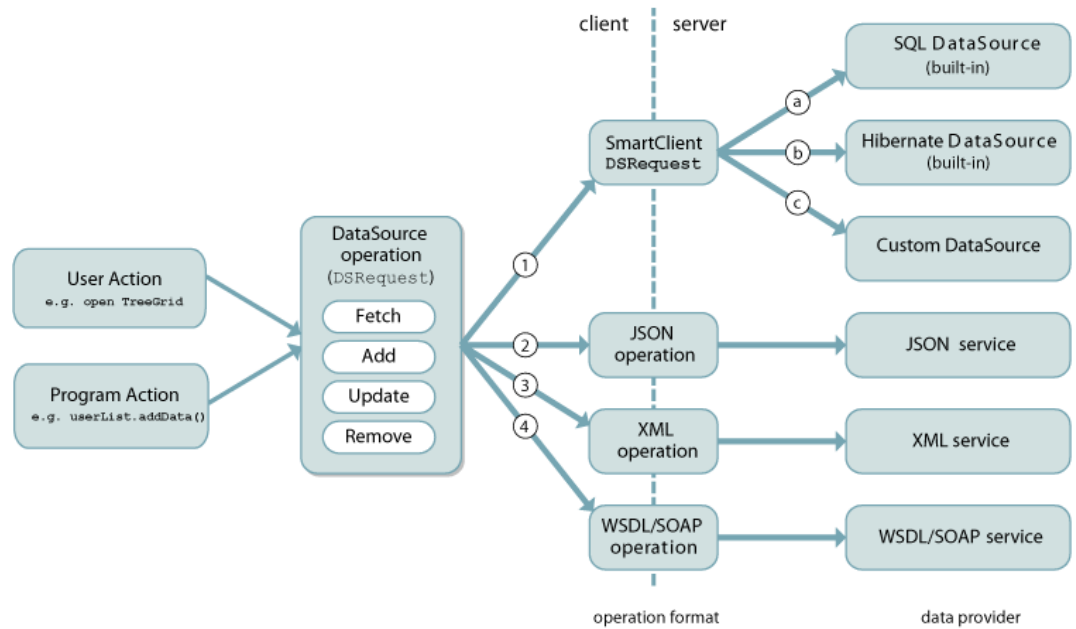 client
server
User Action
e.g. open TreeGrid
Program Action
e.g. userList.addData()
DataSource
operation
(DSRequest)
Fetch
Add
Update
Remove
1
2
3
4
SmartClient
DSRequest
a
b
c
SQL DataSource
(built-in)
Hibernate DataSource
(built-in)
Custom DataSource
JSON
operation
JSON service
XML
operation
XML service
WSDL/SOAP
operation
WSDL/SOAP service
operation format
data provider